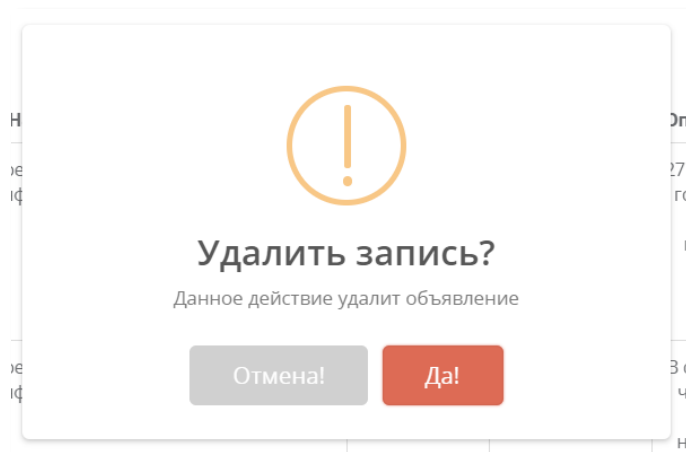 Удалить запись?
Данное действие удалит объявление
Отмена!
Да!